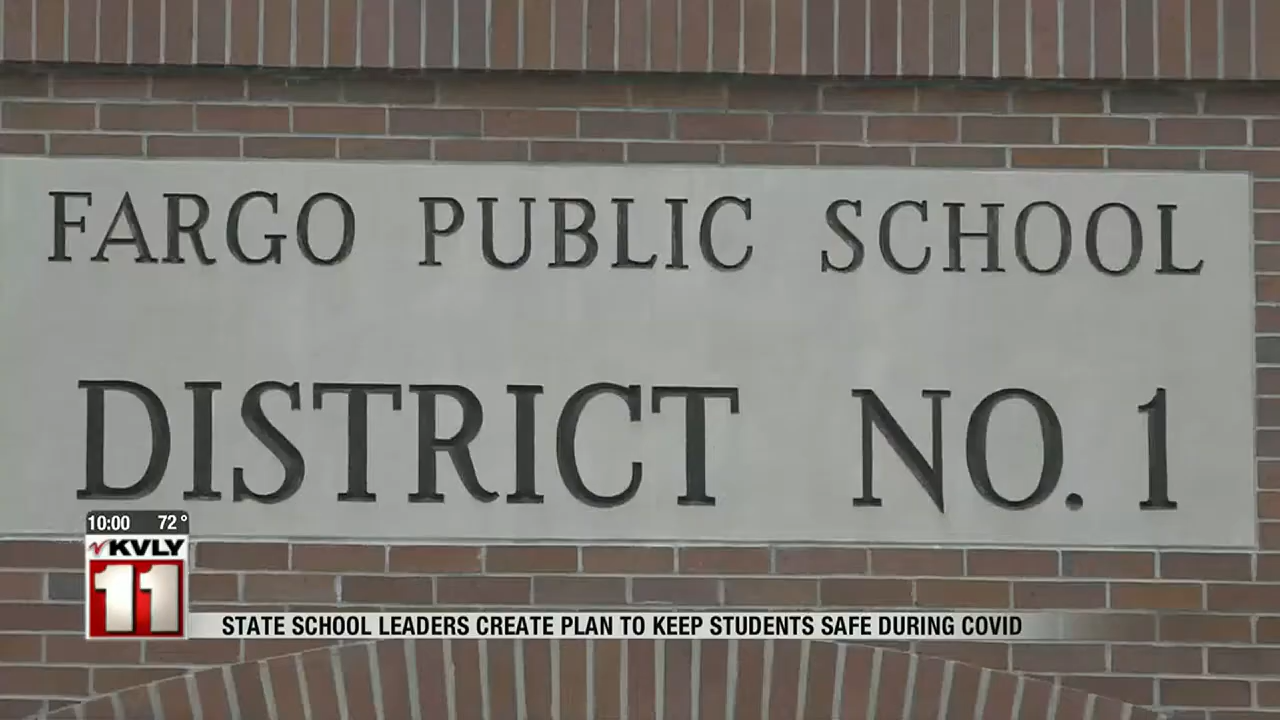 FARGO PUBLIC SCHOOL
DISTRICT NO. 1
10:00 72°
KVLY
11
STATE SCHOOL LEADERS CREATE PLAN TO KEEP STUDENTS SAFE DURING COVID